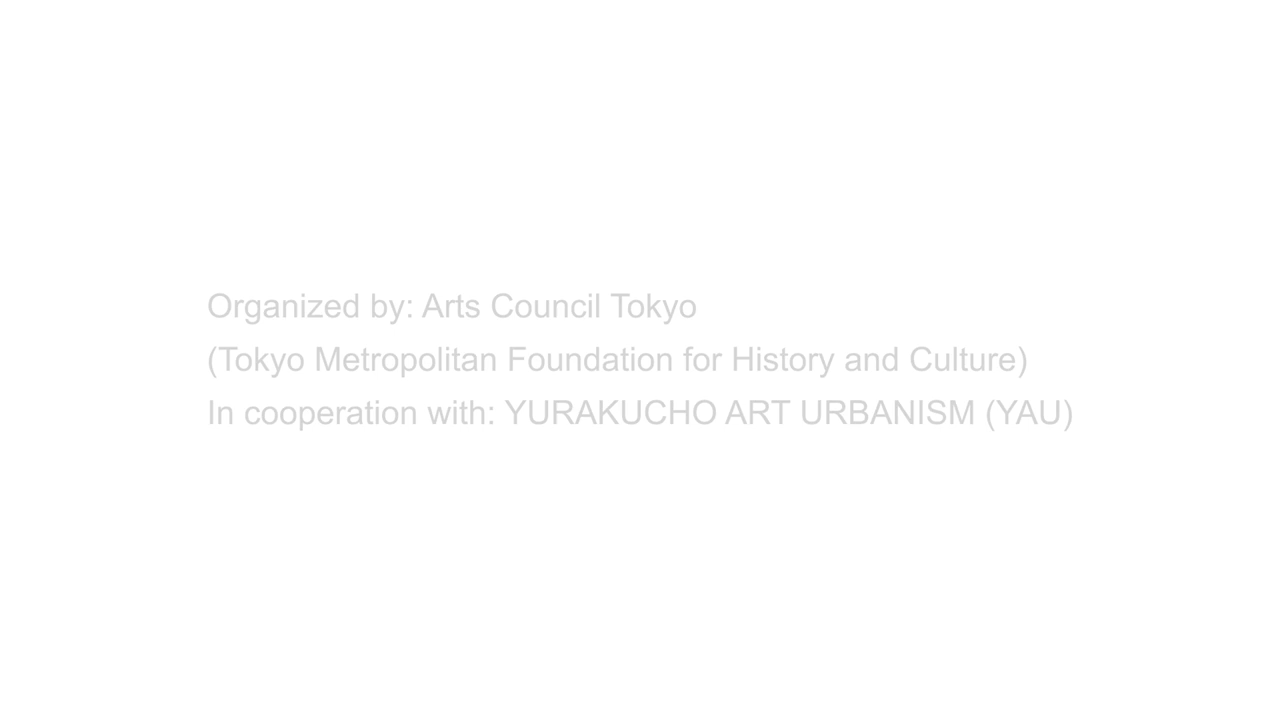 Organized by: Arts Council Tokyo
(Tokyo Metropolitan Foundation for History and Culture)
In cooperation with: YURAKUCHO ART URBANISM (YAU)